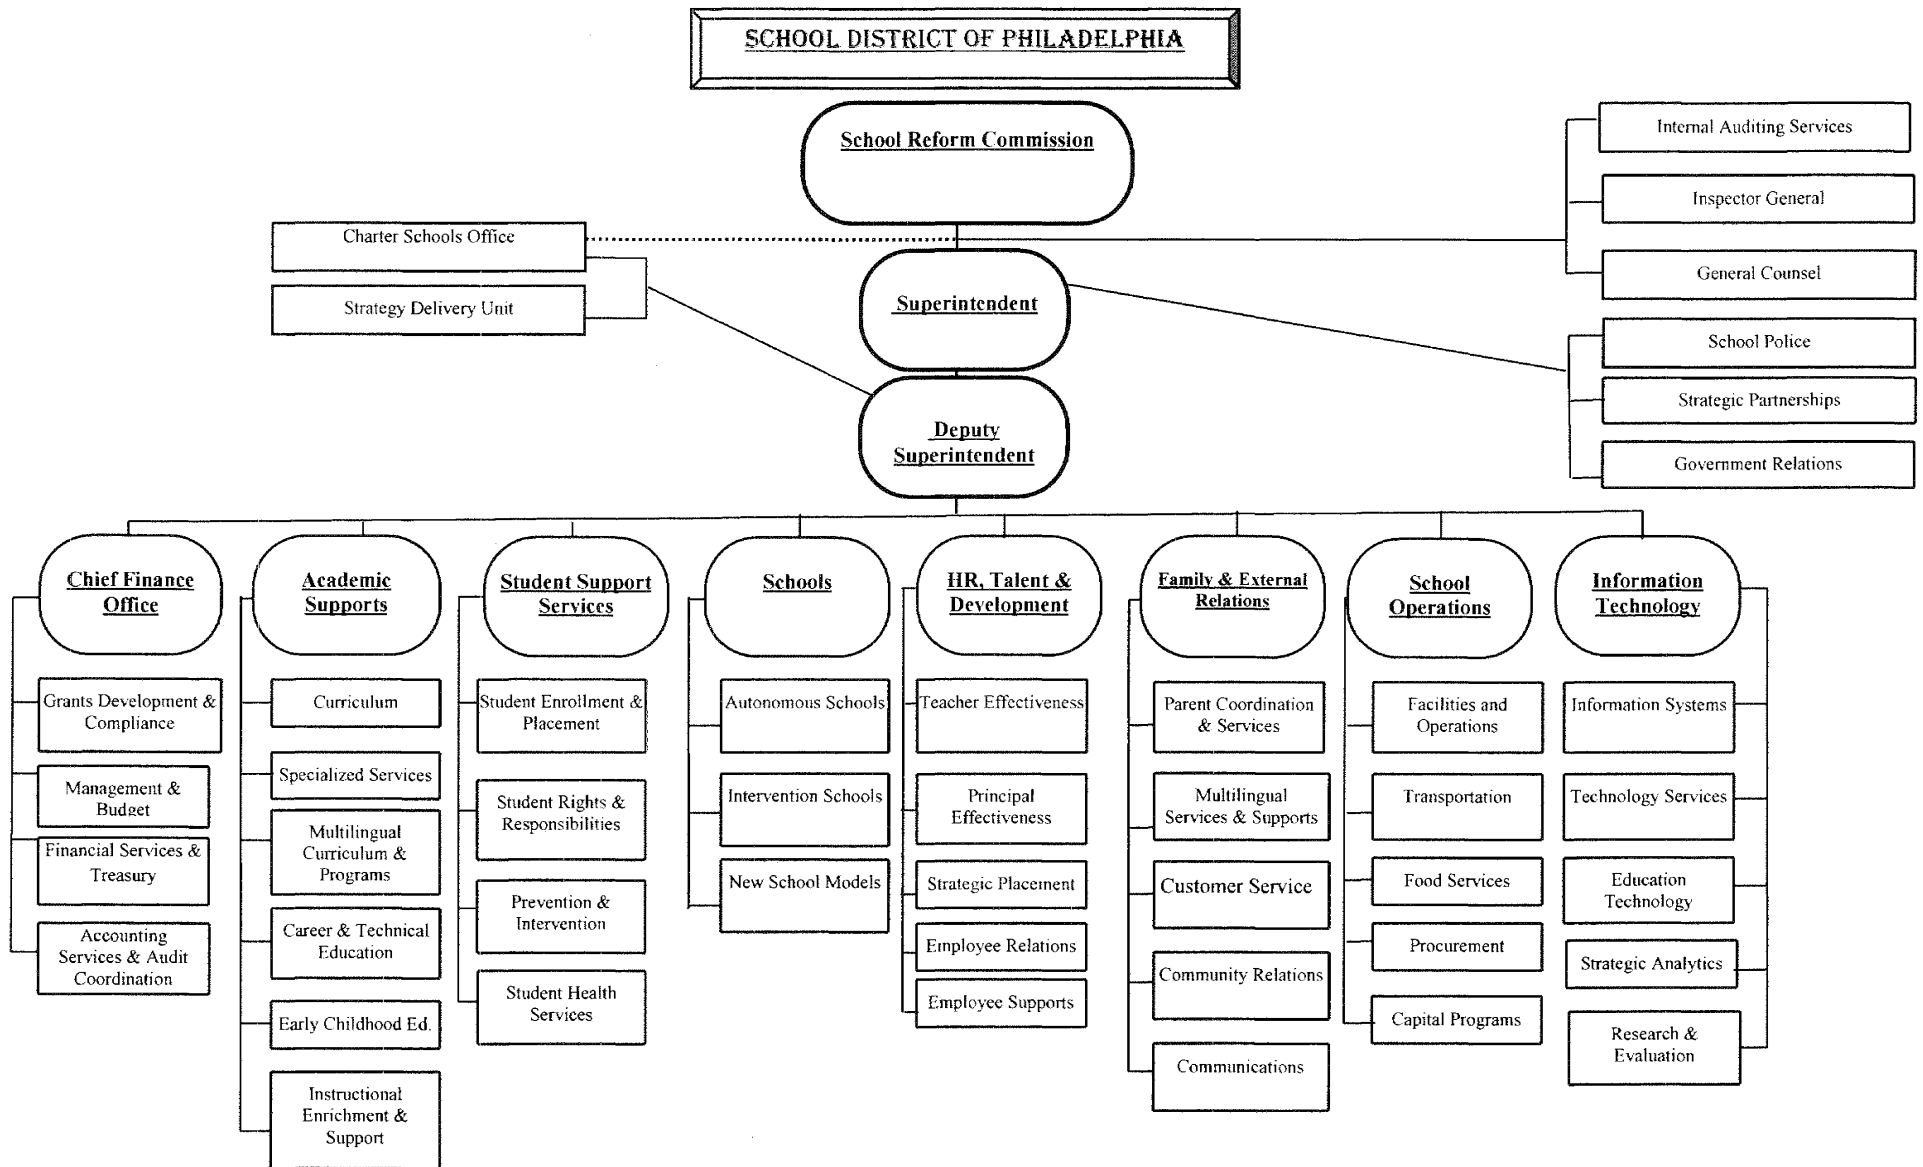 SCHOOL DISTRICT OF PHILADELPHIA
School Reform Commission
Internal Auditing Services
Inspector General
General Counsel
Charter Schools Office
Strategy Delivery Unit
Superintendent
School Police
Strategic Partnerships
Government Relations
Deputy
Superintendent
Chief Finance
Office
Grants Development &
Compliance
Management &
Budget
Financial Services &
Treasury
Accounting
Services & Audit
Coordination
Academic
Supports
Curriculum
Specialized Services
Multilingual
Curriculum &
Programs
Career & Technical
Education
Early Childhood Ed.
Instructional
Enrichment &
Support
Student Support
Services
Student Enrollment &
Placement
Student Rights &
Responsibilities
Prevention &
Intervention
Student Health
Services
Schools
Autonomous Schools
Intervention Schools
New School Models
HR, Talent &
Development
Teacher Effectiveness
Principal
Effectiveness
Strategic Placement
Employee Relations
Employee Supports
Family & External
Relations
Parent Coordination
& Services
Multilingual
Services & Supports
Customer Service
Community Relations
Communications
School
Operations
Facilities and
Operations
Transportation
Food Services
Procurement
Capital Programs
Information
Technology
Information Systems
Technology Services
Education
Technology
Strategic Analytics
Research &
Evaluation